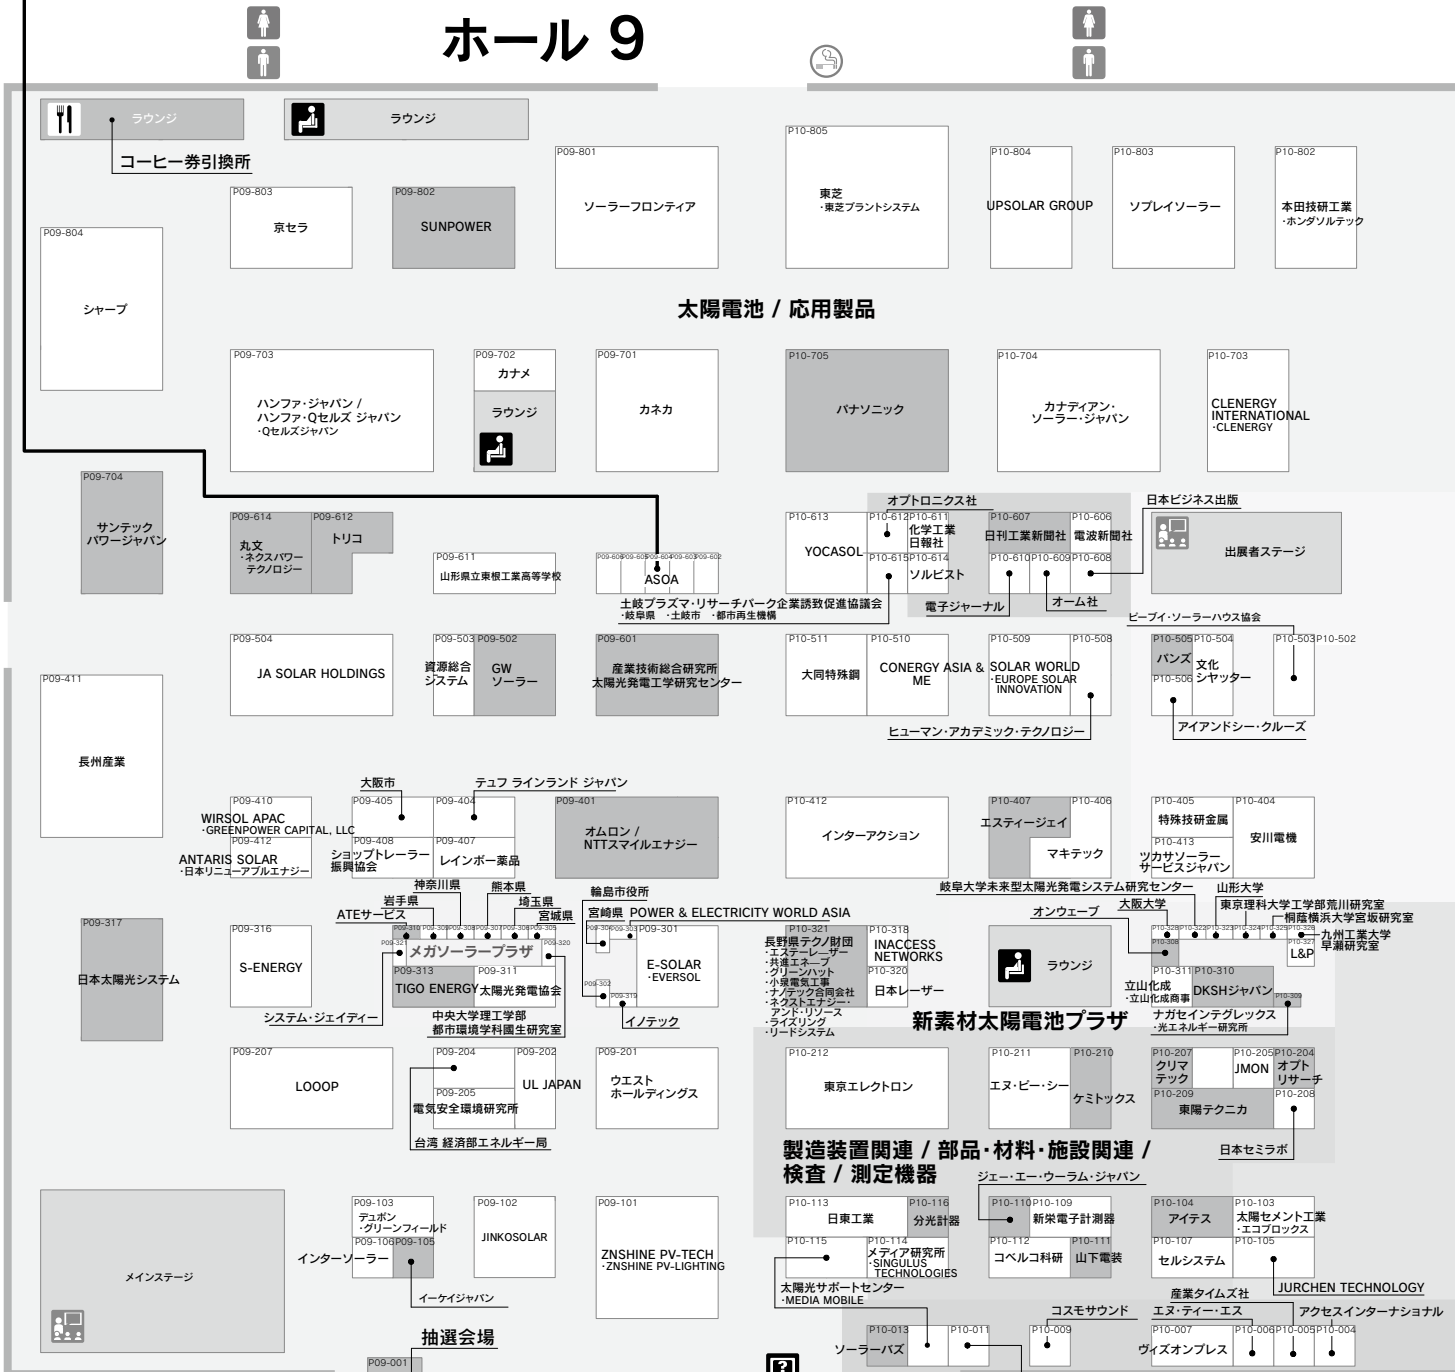 ホール 9
ラウンジ
ラウンジ
コーヒー券引換所
P09-801
ソーラーフロンティア
P10-805
東芝
・東芝プラントシステム
P10-804
UPSOLAR GROUP
P10-803
ソプレイソーラー
P10-802
本田技研工業
・ホンダソルテック
P09-803
京セラ
P09-802
SUNPOWER
P09-804
シャープ
太陽電池 / 応用製品
P09-703
ハンファ・ジャパン /
ハンファ・Qセルズ ジャパン
・Qセルズジャパン
P09-702
カナメ
ラウンジ
P09-701
カネカ
P10-705
パナソニック
P10-704
カナディアン・
ソーラー・ジャパン
P10-703
CLENERGY
INTERNATIONAL
・CLENERGY
P09-704
サンテック
パワージャパン
P09-614
丸文
・ネクスパワー
テクノロジー
P09-612
トリコ
P09-611
山形県立東根工業高等学校
P09-606
P09-605
P09-604
P09-603
P09-602
ASOA
土岐プラズマ・リサーチパーク企業誘致促進協議会
・岐阜県 ・土岐市 ・都市再生機構
オプトロニクス社
P10-613
YOCASOL
P10-612
P10-611
化学工業
日報社
P10-615
P10-614
ソルビスト
P10-607
日刊工業新聞社
P10-606
電波新聞社
P10-610
P10-609
P10-608
電子ジャーナル
オーム社
日本ビジネス出版
出展者ステージ
ピーブイ・ソーラーハウス協会
P09-504
JA SOLAR HOLDINGS
P09-503
資源総合
システム
P09-502
GW
ソーラー
P09-601
産業技術総合研究所
太陽光発電工学研究センター
P10-511
大同特殊鋼
P10-510
CONERGY ASIA &
ME
P10-509
SOLAR WORLD
・EUROPE SOLAR
INNOVATION
P10-508
ヒューマン・アカデミック・テクノロジー
P10-505
パンズ
P10-504
文化
シヤッター
P10-506
アイアンドシー・クルーズ
P10-503
P10-502
P09-411
長州産業
大阪市
テュフ ラインランド ジャパン
P09-410
WIRSOL APAC
・GREENPOWER CAPITAL, LLC
P09-412
ANTARIS SOLAR
・日本リニューアブルエナジー
P09-405
P09-404
P09-408
ショップトレーラー
振興協会
P09-407
レインボー薬品
P09-401
オムロン /
NTTスマイルエナジー
P10-412
インターアクション
P10-407
エスティージェイ
P10-406
マキテック
P10-405
特殊技研金属
P10-404
安川電機
P10-413
ツカサソーラー
サービスジャパン
神奈川県
熊本県
岩手県
埼玉県
ATEサービス
宮城県
輪島市役所
宮崎県
POWER & ELECTRICITY WORLD ASIA
岐阜大学未来型太陽光発電システム研究センター
山形大学
大阪大学
東京理科大学工学部荒川研究室
オンウェーブ
桐蔭横浜大学宮坂研究室
九州工業大学
早瀬研究室
P09-317
日本太陽光システム
P09-316
S-ENERGY
P09-310
P09-309
P09-308
P09-307
P09-306
P09-305
P09-321
メガソーラープラザ
P09-320
P09-313
TIGO ENERGY
P09-311
太陽光発電協会
システム・ジェイディー
中央大学理工学部
都市環境学科國生研究室
P09-303
P09-302
P09-319
P09-301
E-SOLAR
・EVERSOL
イノテック
P10-321
長野県テクノ財団
・エステーレーザー
・共進エネーブ
・グリーンハット
・小泉電気工事
・ナノテック合同会社
・ネクストエナジー・
アンド・リソース
・ライズリング
・リードシステム
P10-318
INACCESS
NETWORKS
P10-320
日本レーザー
ラウンジ
P10-328
P10-322
P10-323
P10-324
P10-325
P10-326
P10-308
P10-327
L&P
P10-311
立山化成
・立山化成商事
P10-310
DKSHジャパン
P10-309
ナガセインテグレックス
・光エネルギー研究所
新素材太陽電池プラザ
P09-207
LOOOP
P09-204
P09-202
UL JAPAN
P09-205
電気安全環境研究所
台湾 経済部エネルギー局
P09-201
ウエスト
ホールディングス
P10-212
東京エレクトロン
P10-211
エヌ・ピー・シー
P10-210
ケミトックス
P10-207
クリマ
テック
P10-205
JMON
P10-204
オプト
リサーチ
P10-209
東陽テクニカ
P10-208
日本セミラボ
製造装置関連 / 部品・材料・施設関連 /
検査 / 測定機器
ジェー・エー・ウーラム・ジャパン
メインステージ
P09-103
デュポン
・グリーンフィールド
P09-106
インターソーラー
P09-105
イーケイジャパン
P09-102
JINKOSOLAR
P09-101
ZNSHINE PV-TECH
・ZNSHINE PV-LIGHTING
P10-113
日東工業
P10-116
分光計器
P10-115
P10-114
メディア研究所
・SINGULUS
TECHNOLOGIES
太陽光サポートセンター
・MEDIA MOBILE
P10-110
P10-109
新栄電子計測器
P10-112
コベルコ科研
P10-111
山下電装
P10-104
アイテス
P10-103
太陽セメント工業
・エコブロックス
P10-107
セルシステム
P10-105
JURCHEN TECHNOLOGY
産業タイムズ社
コスモサウンド
エヌ・ティー・エス
アクセスインターナショナル
抽選会場
P09-001
P10-013
ソーラーバズ
P10-011
P10-009
P10-007
ヴィズオンプレス
P10-006
P10-005
P10-004